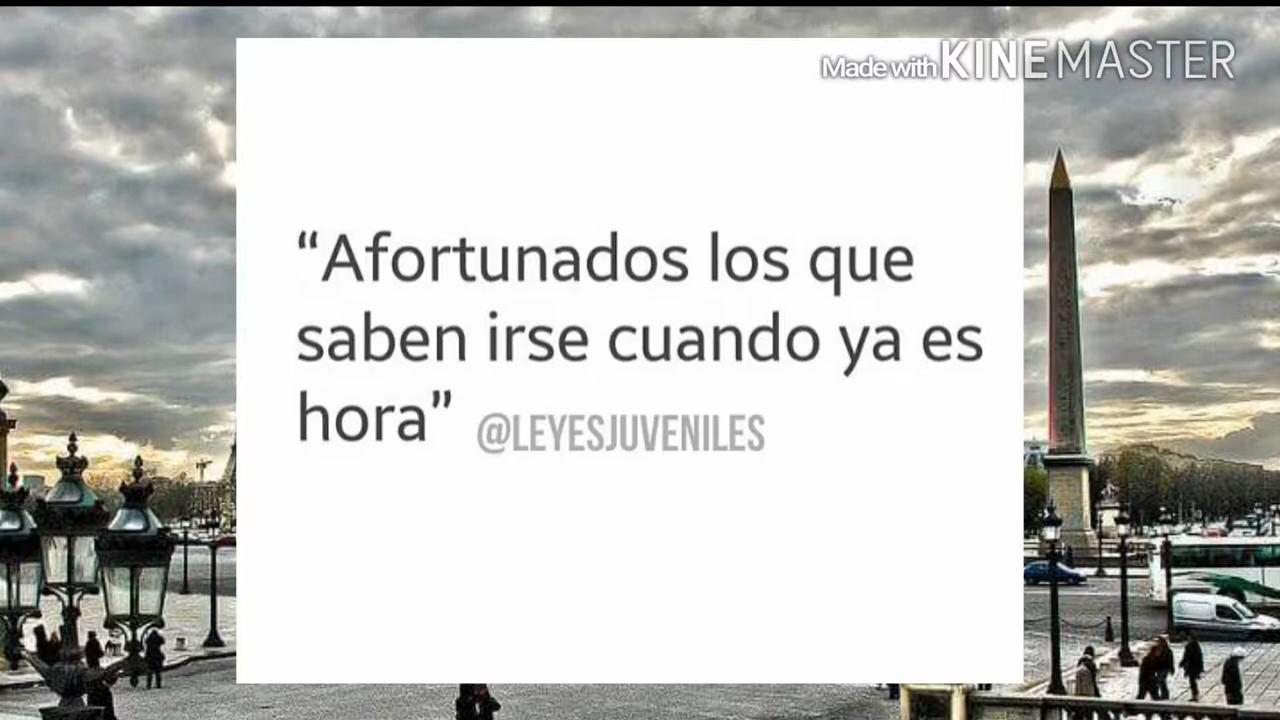 Made with KINEMASTER
“Afortunados los que
saben irse cuando ya es
hora” @LEYESJUVENILES